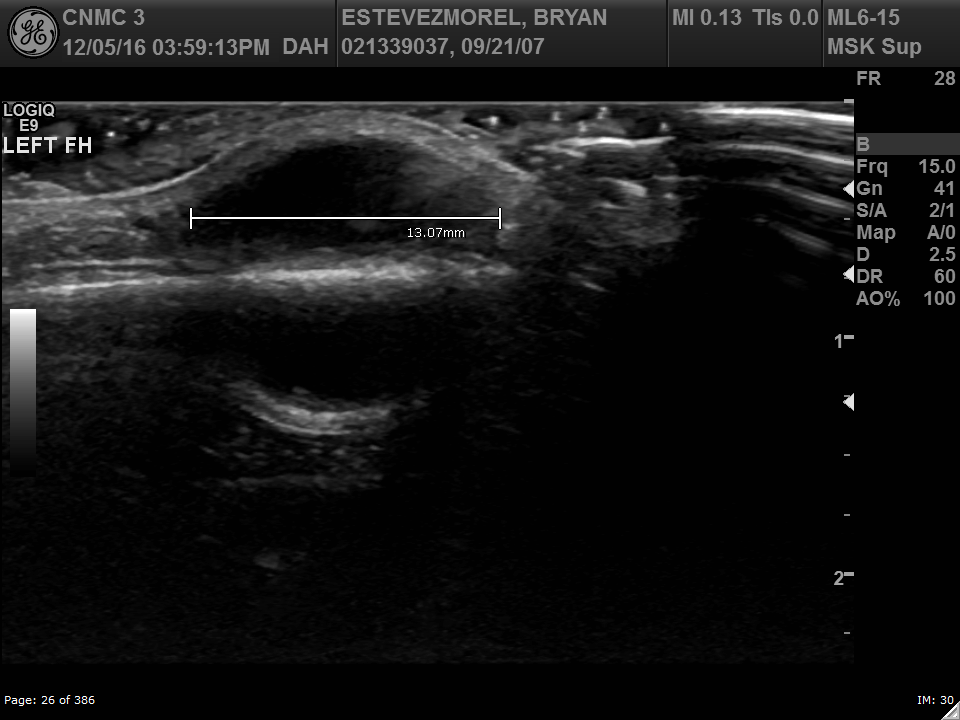 CNMC 3
12/05/16 03:59:13PM DAH
ESTEVEZMOREL, BRYAN
021339037, 09/21/07
MI 0.13 TIs 0.0
ML6-15
MSK Sup
LOGIQ
E9
LEFT FH
FR 28
B
Frq 15.0
Gn 41
S/A 2/1
Map A/0
D 2.5
DR 60
AO% 100
13.07mm
1
2
Page: 26 of 386
IM: 30